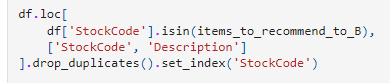 df.loc[
    df['StockCode'].isin(items_to_recommend_to_B),
    ['StockCode', 'Description']
].drop_duplicates().set_index('StockCode')